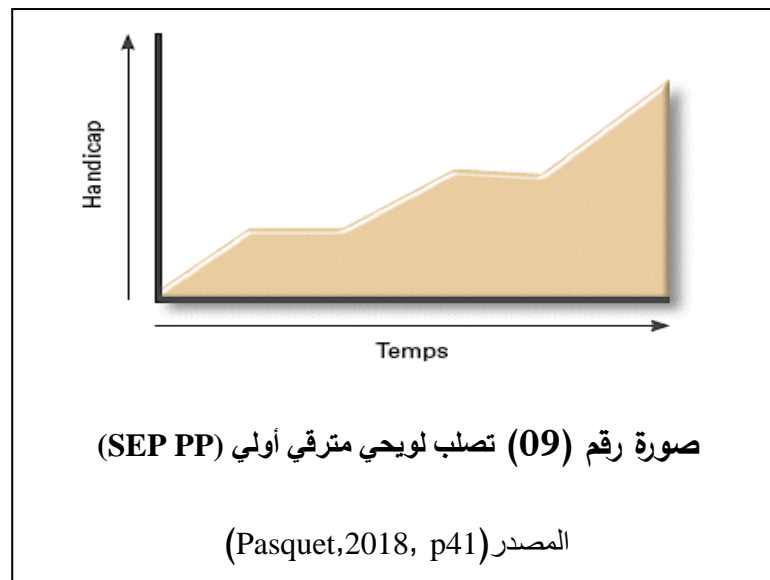 Handicap
Temps
صورة رقم (09) تصلب لويحي مترقي أولي (SEP PP)
المصدر(Pasquet,2018, p41)